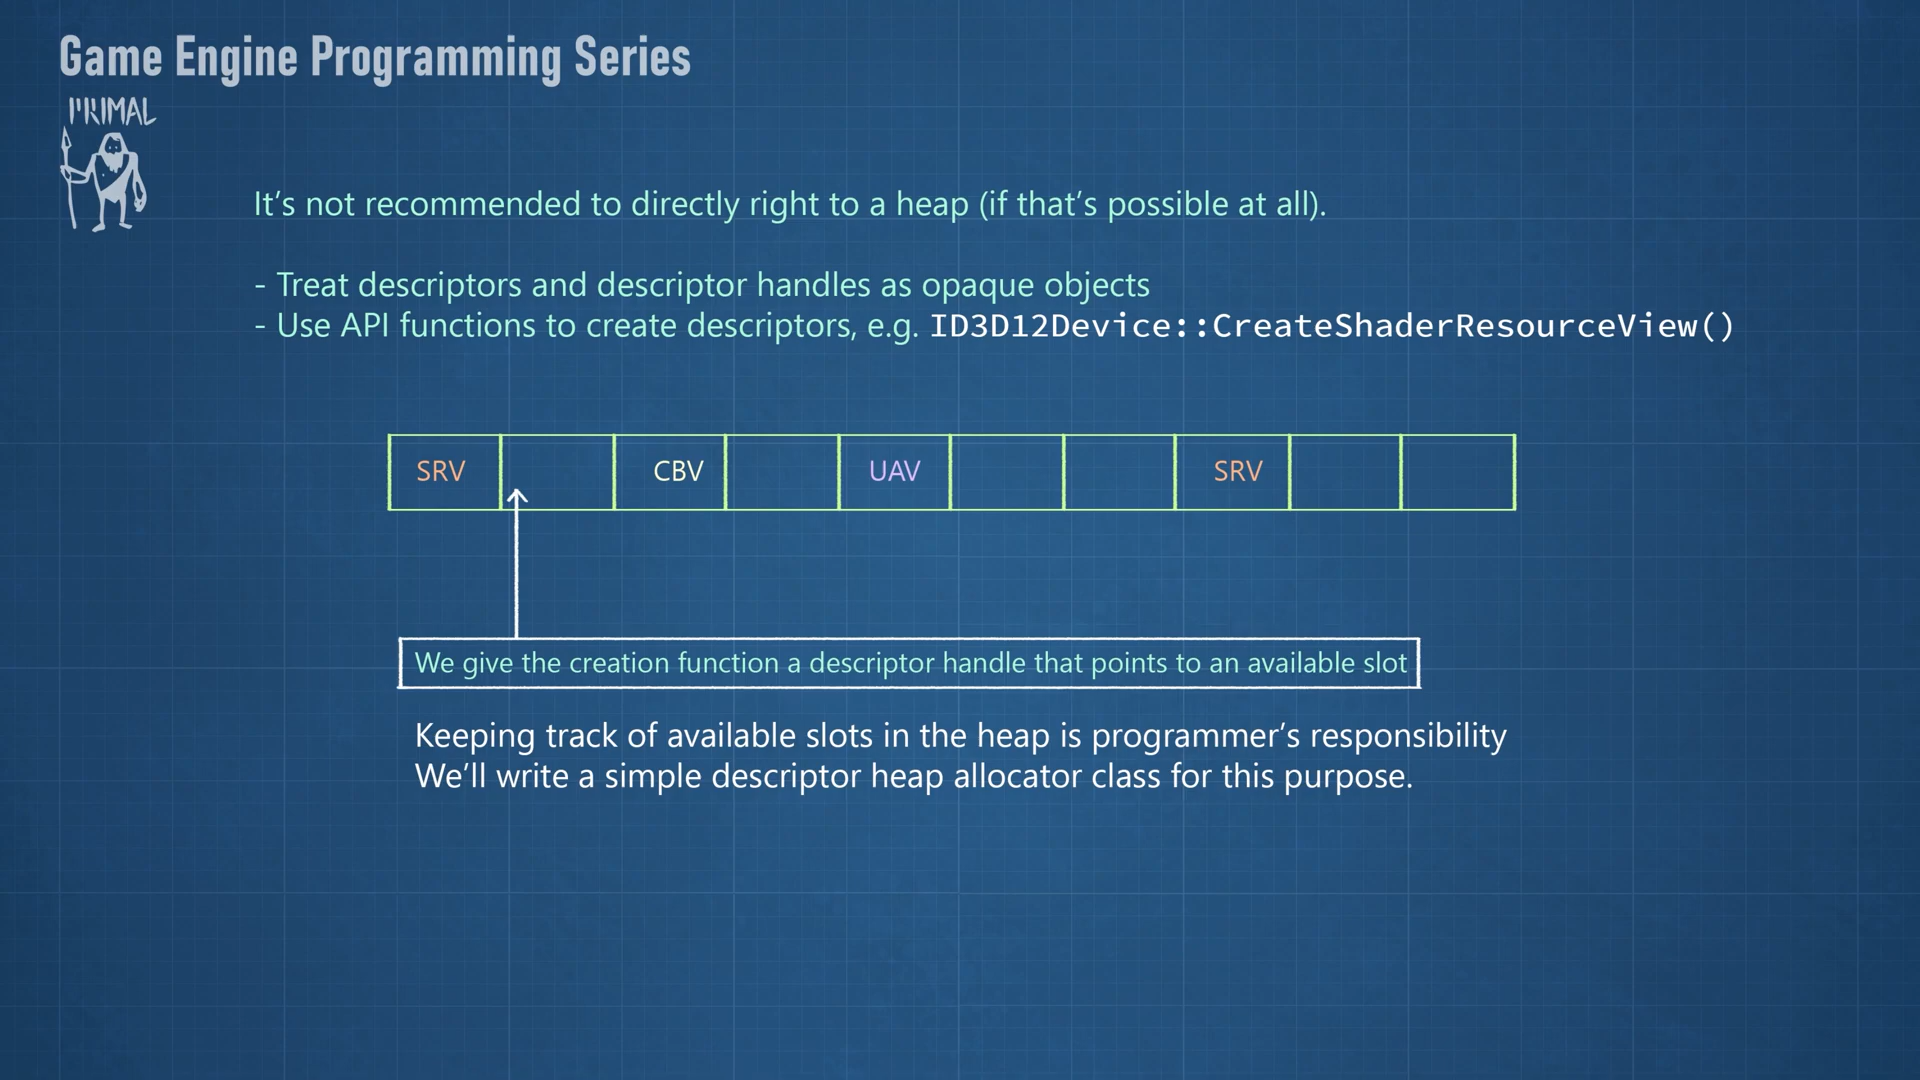 Game Engine Programming Series
PRIMAL
It's not recommended to directly right to a heap (if that's possible at all).
- Treat descriptors and descriptor handles as opaque objects
- Use API functions to create descriptors, e.g. ID3D12Device::CreateShaderResourceView()
SRV CBV UAV SRV
We give the creation function a descriptor handle that points to an available slot
Keeping track of available slots in the heap is programmer's responsibility
We'll write a simple descriptor heap allocator class for this purpose.